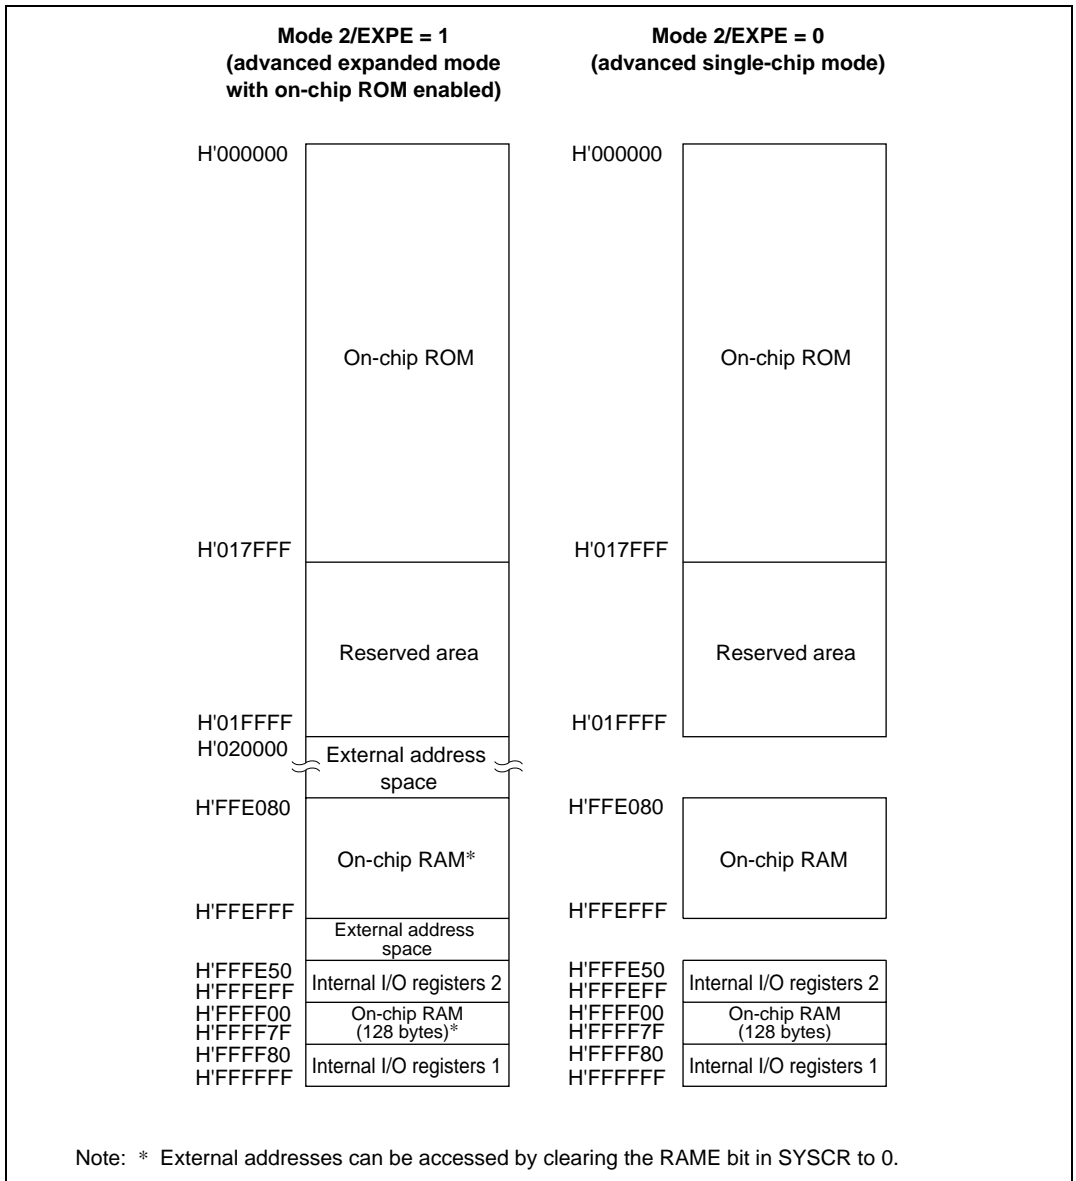 Mode 2/EXPE = 1
(advanced expanded mode
with on-chip ROM enabled)
H'000000
On-chip ROM
H'017FFF
Reserved area
H'01FFFF
H'020000
External address
space
H'FFE080
On-chip RAM*
H'FFEFFF
External address
space
H'FFFE50
Internal I/O registers 2
H'FFFEFF
H'FFFF00
On-chip RAM
(128 bytes)*
H'FFFF7F
H'FFFF80
Internal I/O registers 1
H'FFFFFF
Mode 2/EXPE = 0
(advanced single-chip mode)
H'000000
On-chip ROM
H'017FFF
Reserved area
H'01FFFF
H'FFE080
On-chip RAM
H'FFEFFF
H'FFFE50
Internal I/O registers 2
H'FFFEFF
H'FFFF00
On-chip RAM
(128 bytes)
H'FFFF7F
H'FFFF80
Internal I/O registers 1
H'FFFFFF
Note: * External addresses can be accessed by clearing the RAME bit in SYSCR to 0.